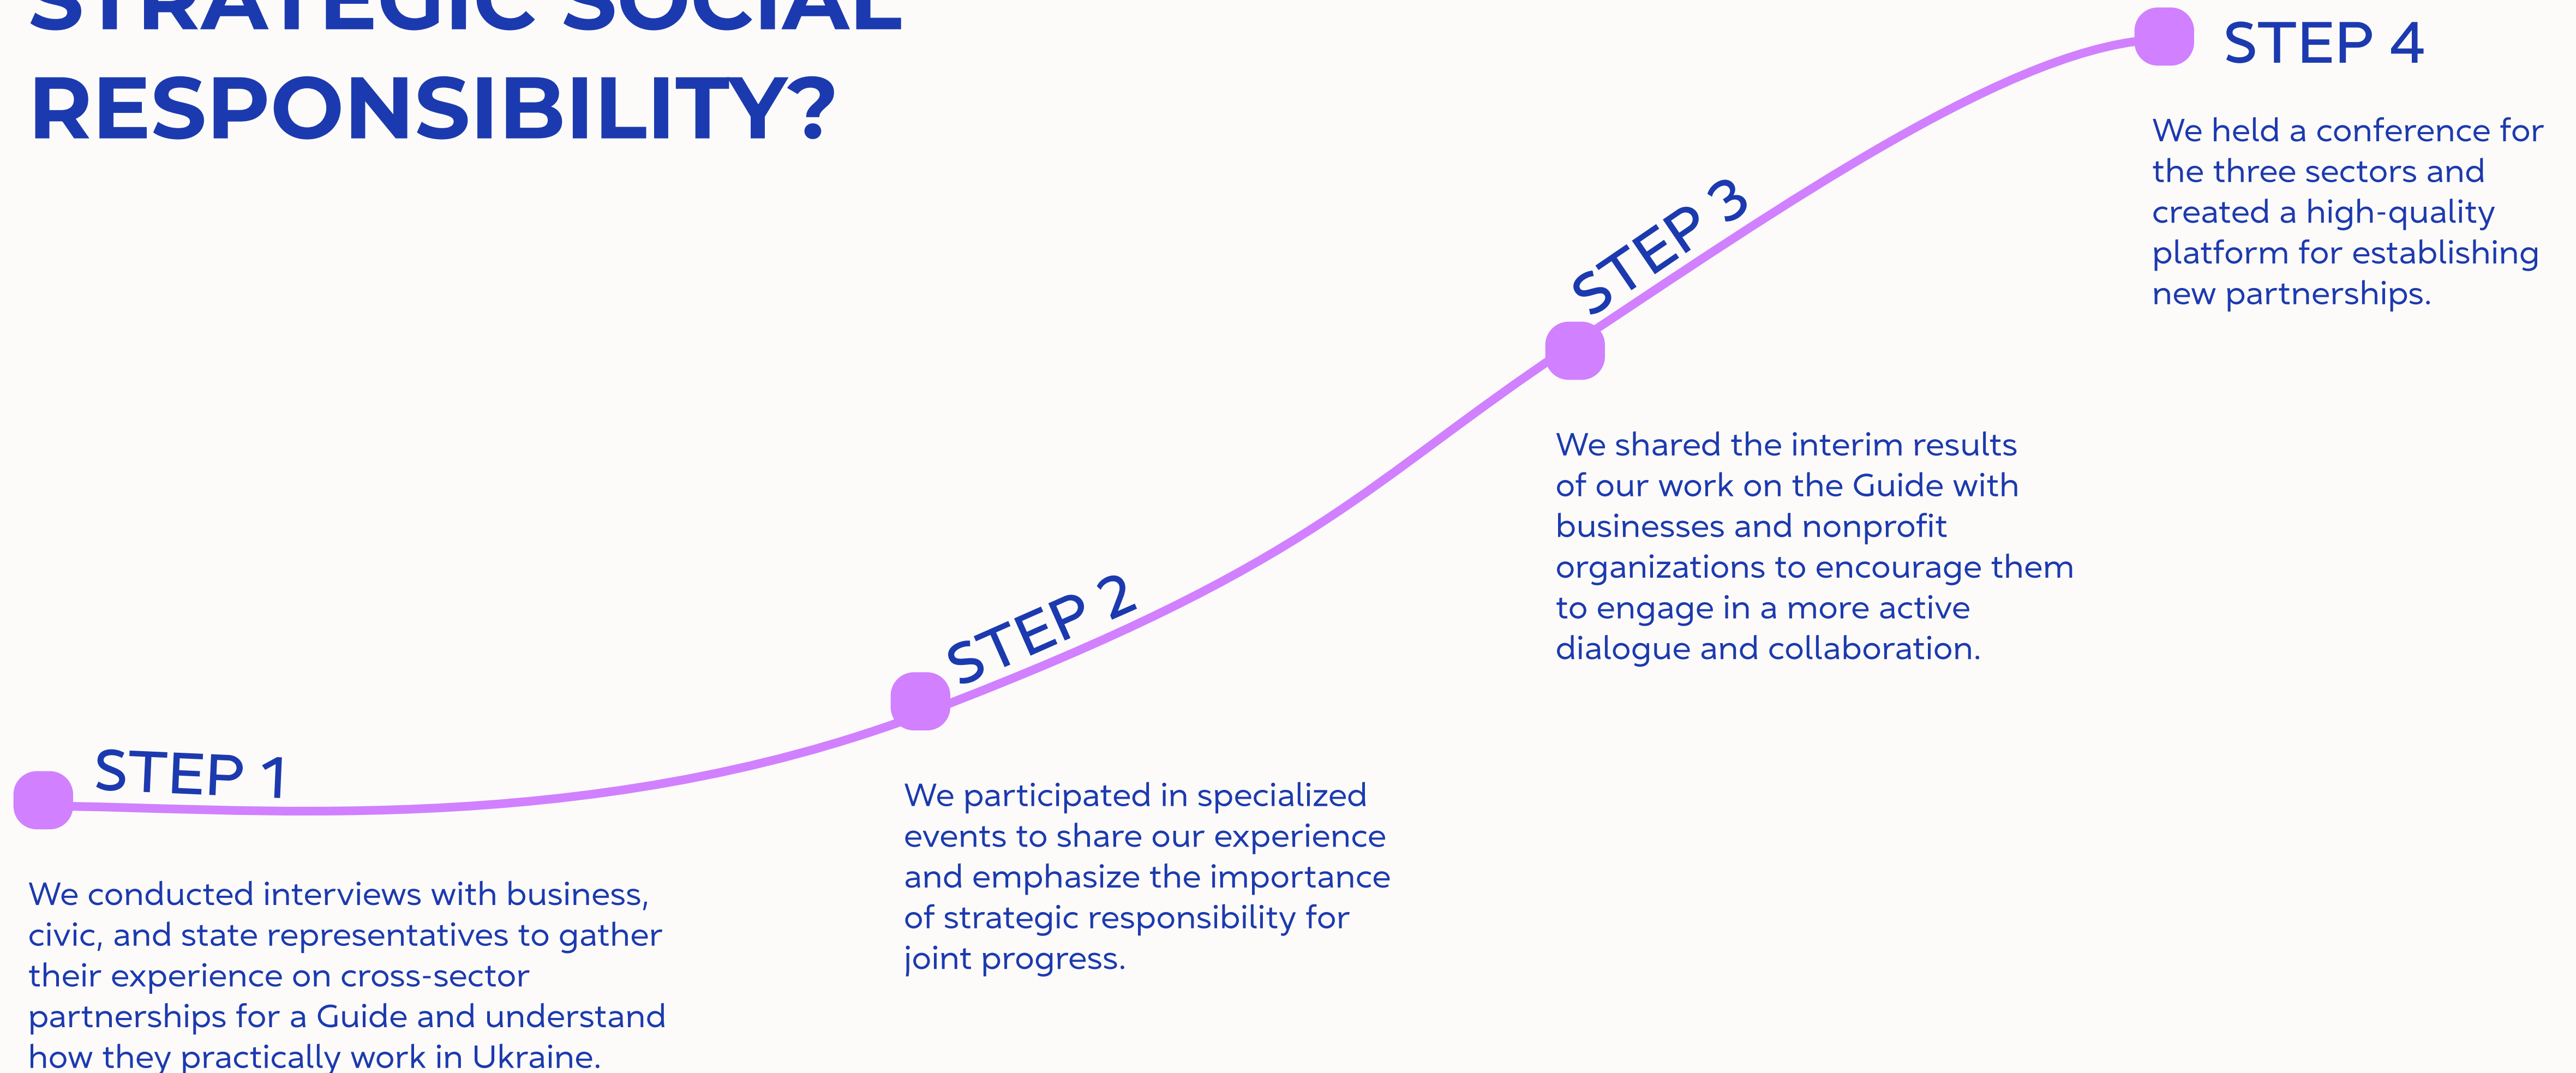 STRATEGIC SOCIAL
RESPONSIBILITY?
STEP 1
We conducted interviews with business,
civic, and state representatives to gather
their experience on cross-sector
partnerships for a Guide and understand
how they practically work in Ukraine.
STEP 2
We participated in specialized
events to share our experience
and emphasize the importance
of strategic responsibility for
joint progress.
STEP 3
We shared the interim results
of our work on the Guide with
businesses and nonprofit
organizations to encourage them
to engage in a more active
dialogue and collaboration.
STEP 4
We held a conference for
the three sectors and
created a high-quality
platform for establishing
new partnerships.